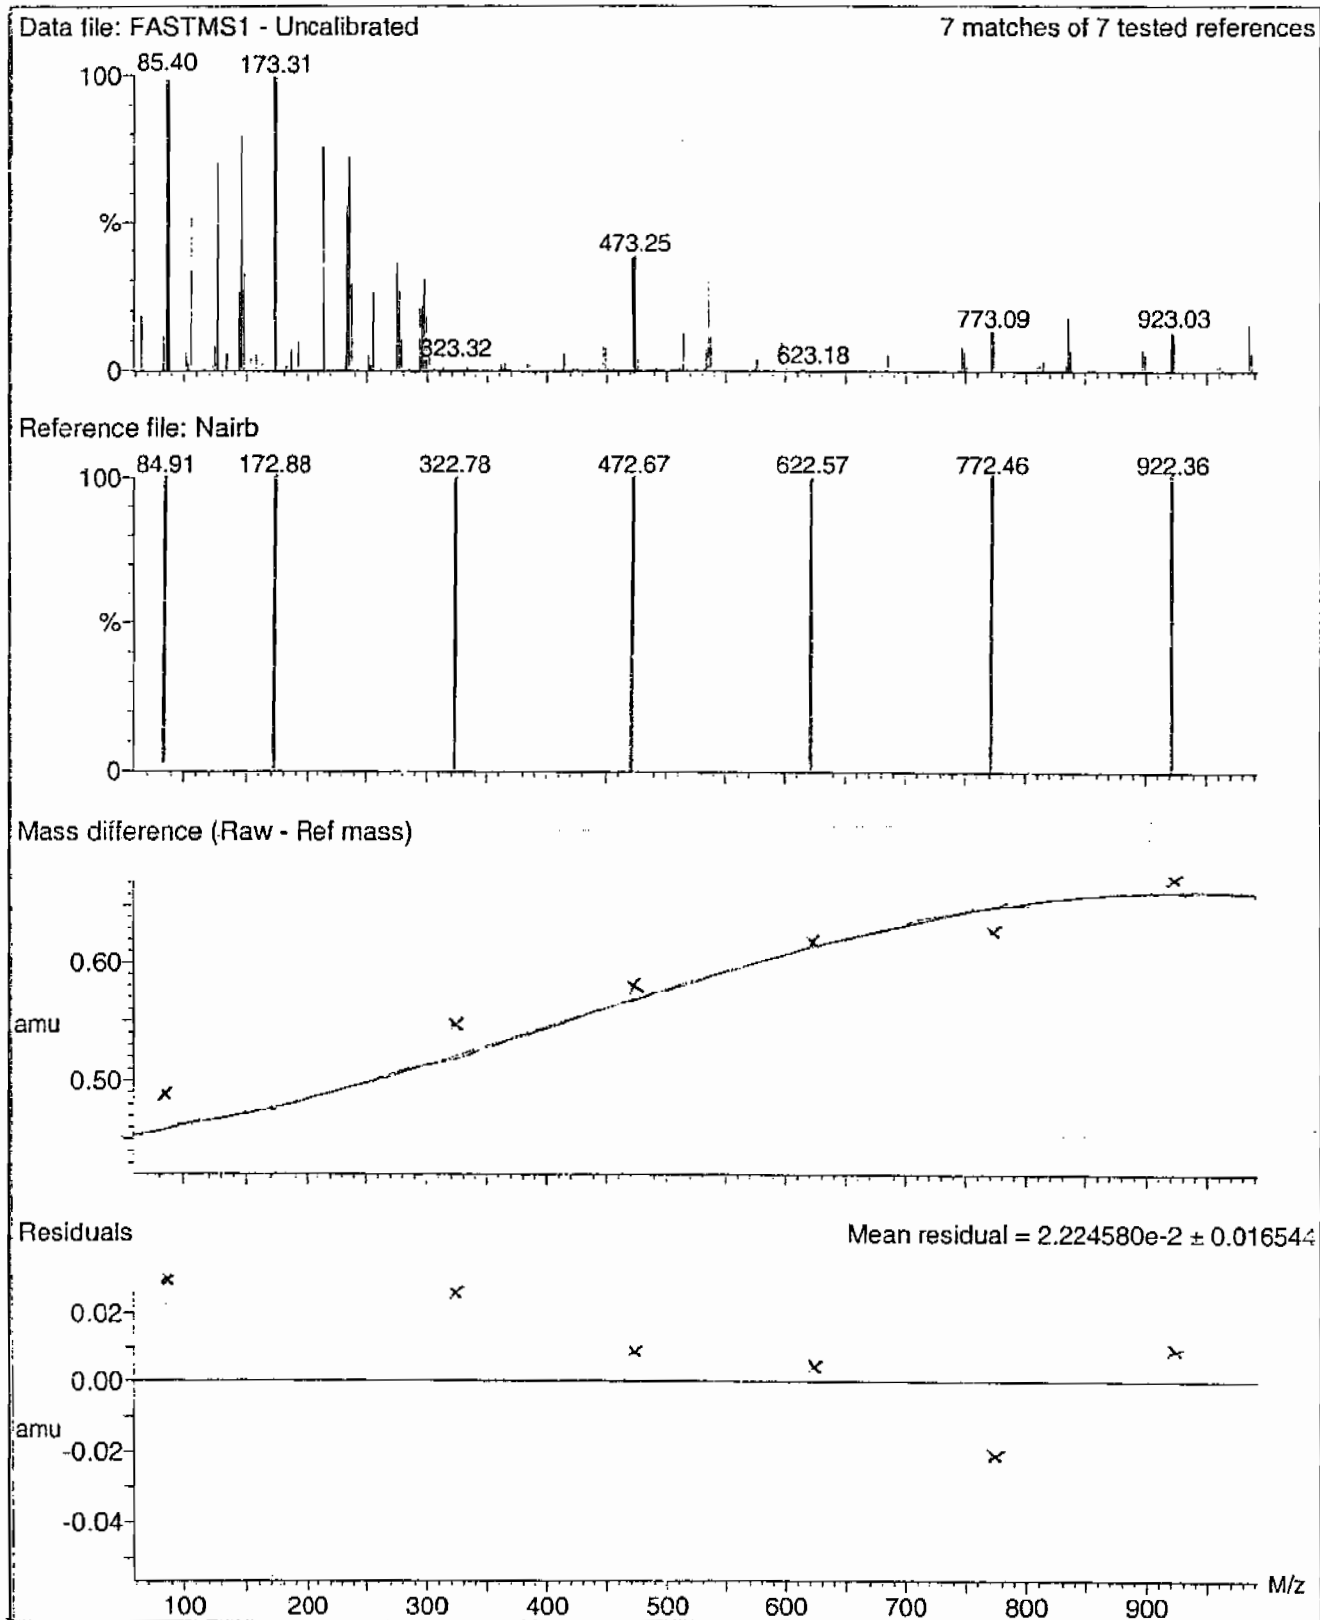 Data file: FASTMS1 - Uncalibrated 7 matches of 7 tested references
85.40 173.31
100
%
473.25
773.09 923.03
323.32 623.18
0
Reference file: Nairb
84.91 172.88 322.78 472.67 622.57 772.46 922.36
100
%
0
Mass difference (Raw - Ref mass)
0.60
amu
0.50
Residuals Mean residual = 2.224580e-2 ± 0.016544
0.02
0.00
amu
-0.02
-0.04
M/z
100 200 300 400 500 600 700 800 900